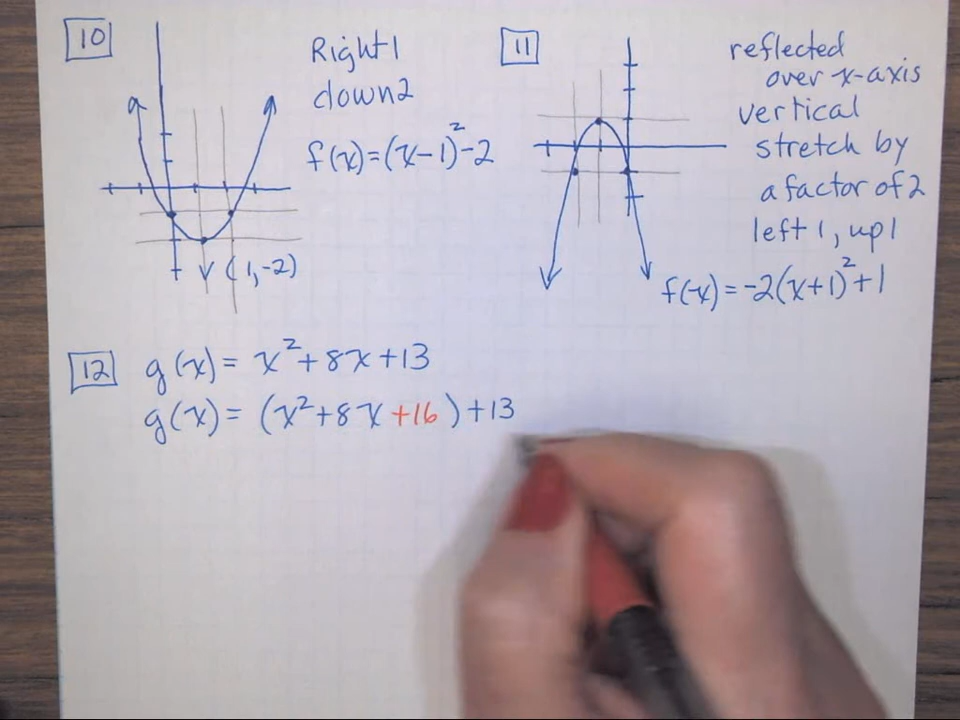 10
Right 1
down 2
f(x)=(x-1)²-2
(1,-2)
11
reflected
over x-axis
vertical
stretch by
a factor of 2
left 1, up 1
f(x)=-2(x+1)²+1
12
g(x)= x²+8x+13
g(x)= (x²+8x+16)+13